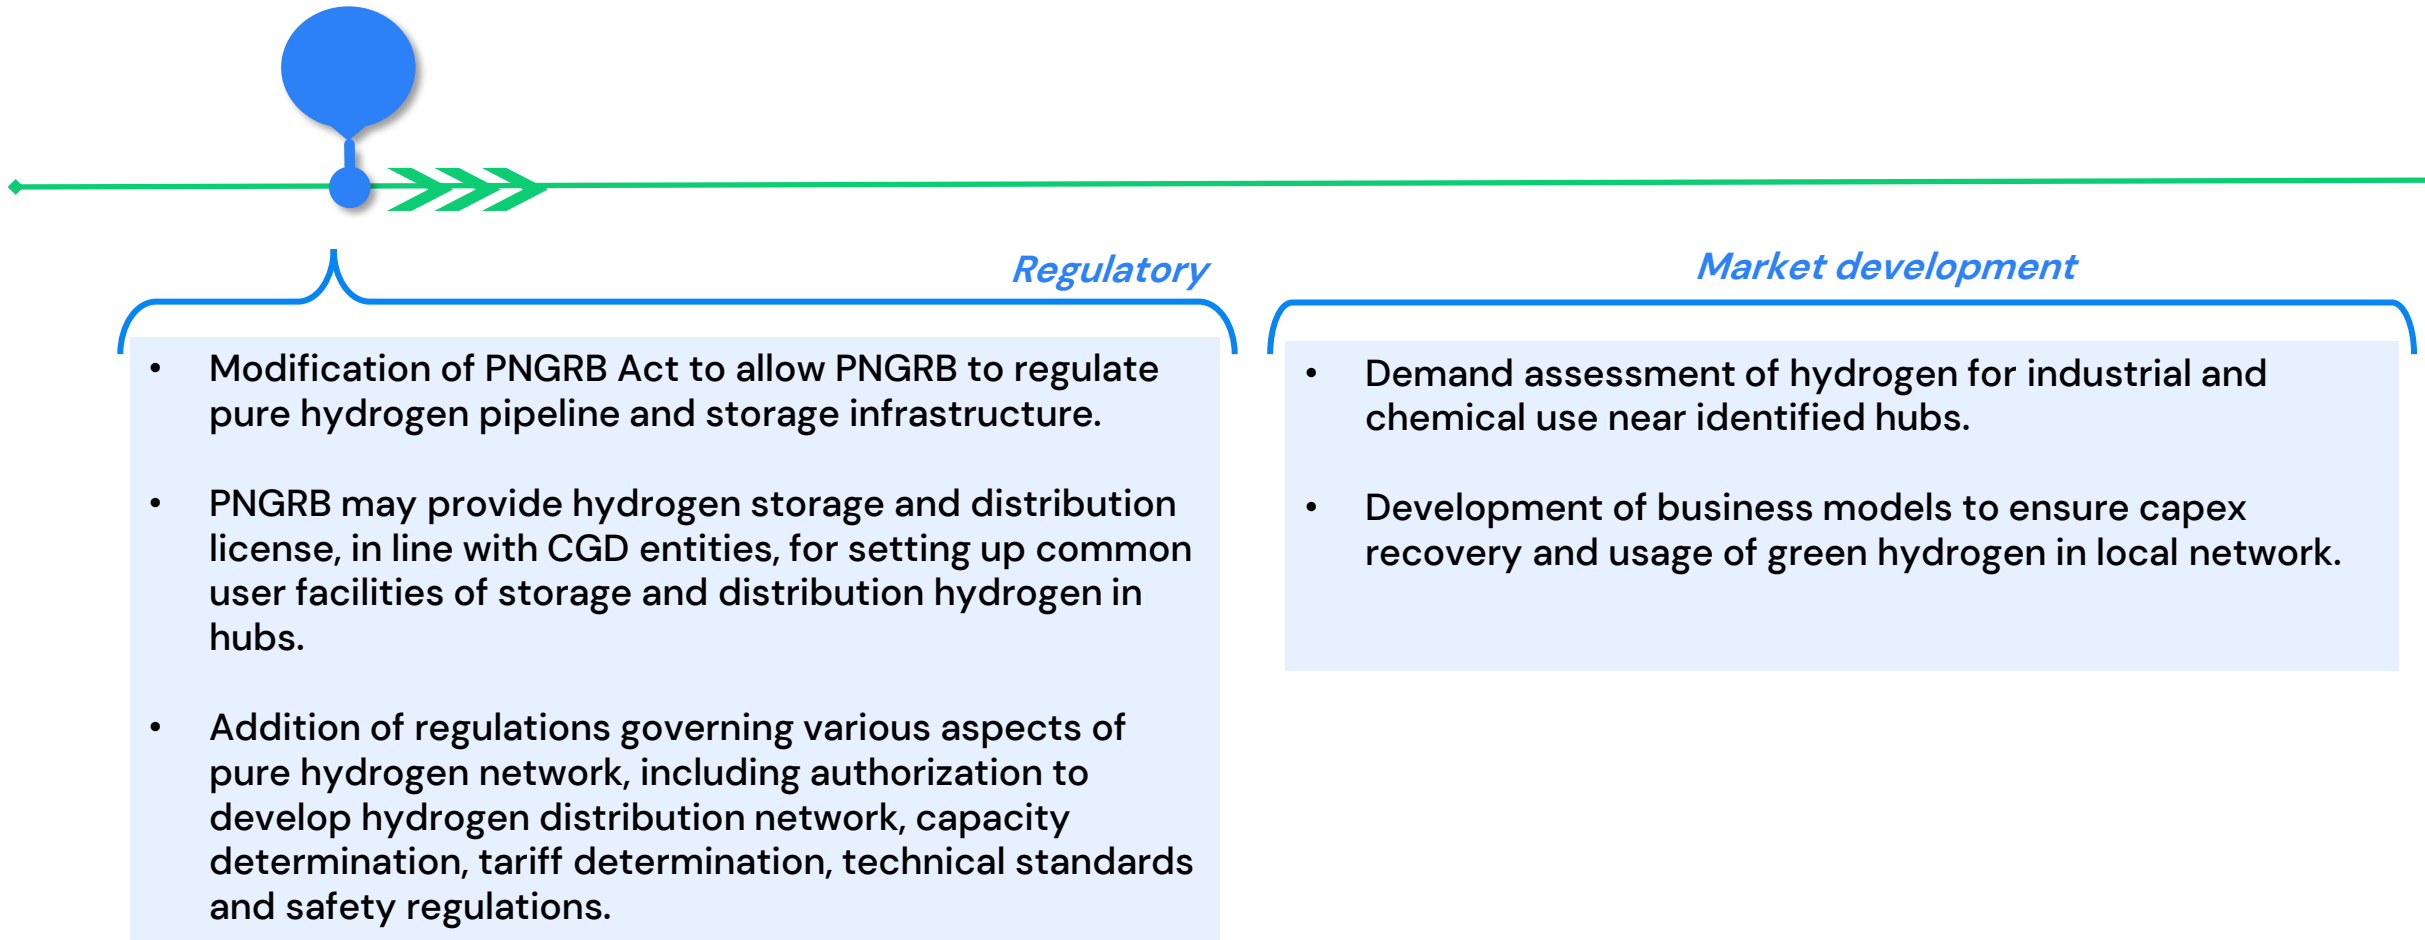 Regulatory
• Modification of PNGRB Act to allow PNGRB to regulate
pure hydrogen pipeline and storage infrastructure.
• PNGRB may provide hydrogen storage and distribution
license, in line with CGD entities, for setting up common
user facilities of storage and distribution hydrogen in
hubs.
• Addition of regulations governing various aspects of
pure hydrogen network, including authorization to
develop hydrogen distribution network, capacity
determination, tariff determination, technical standards
and safety regulations.
Market development
• Demand assessment of hydrogen for industrial and
chemical use near identified hubs.
• Development of business models to ensure capex
recovery and usage of green hydrogen in local network.